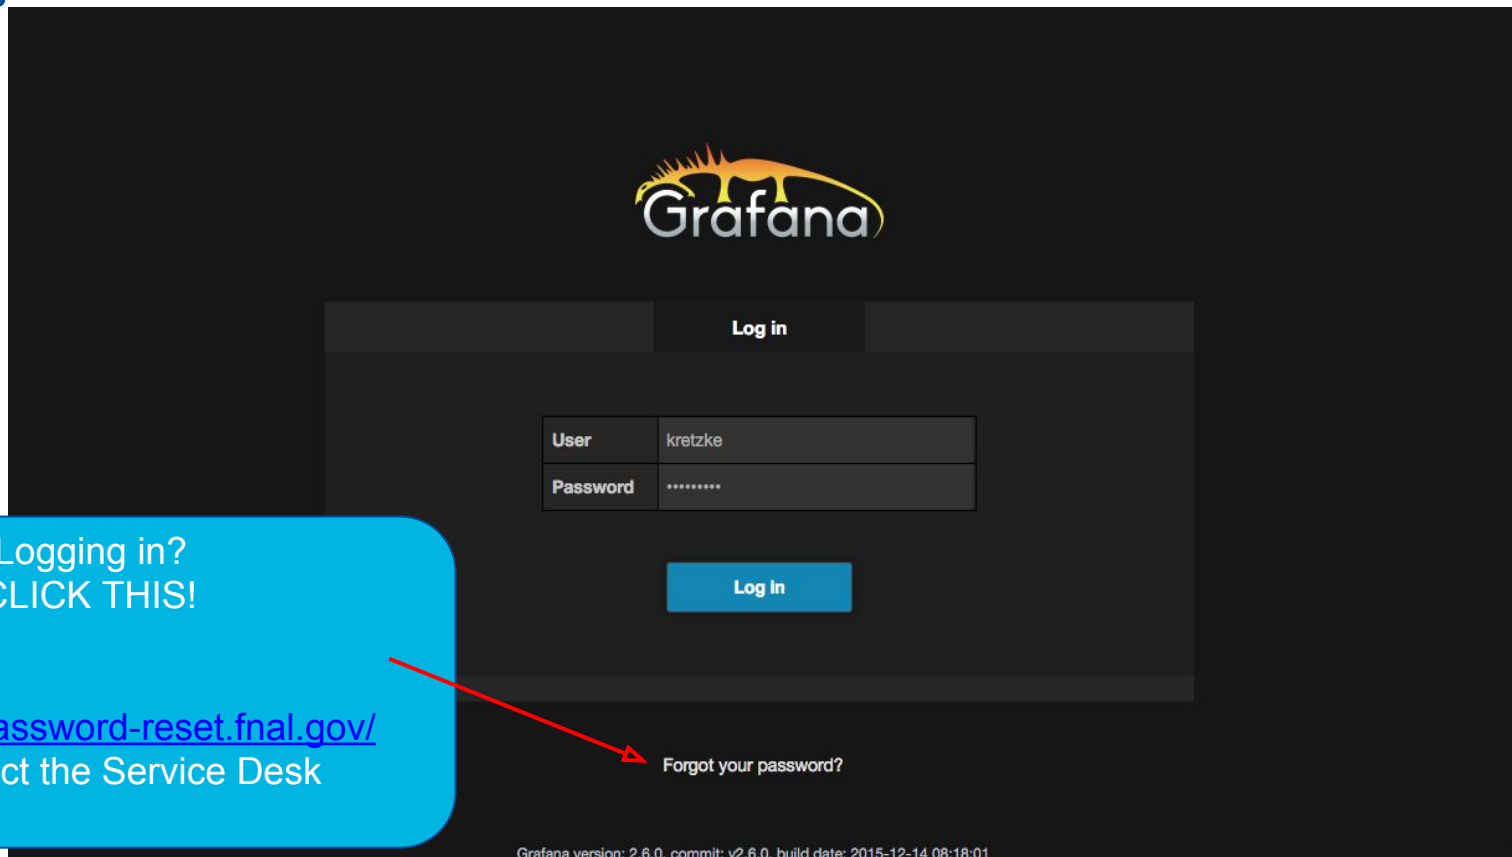 Grafana
Log in
User kretzke
Password •••••••••
Logging in?
CLICK THIS!
Log In
assword-reset.fnal.gov/
ct the Service Desk
Forgot your password?
Grafana version: 2.6.0, commit: v2.6.0, build date: 2015-12-14 08:18:01